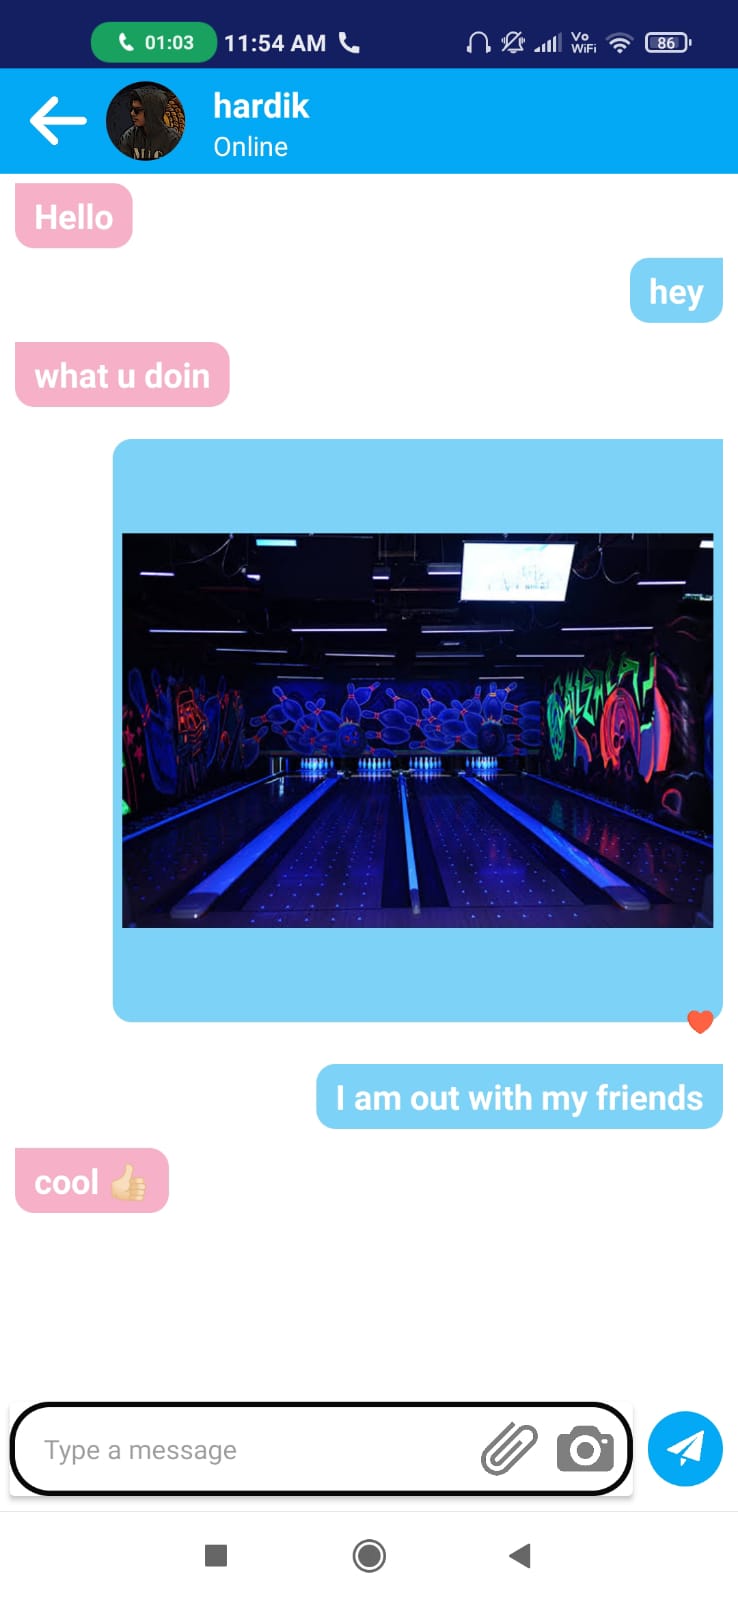 01:03 11:54 AM Vo WiFi 86
hardik
Online
Hello
hey
what u doin
I am out with my friends
cool 👍🏻
Type a message